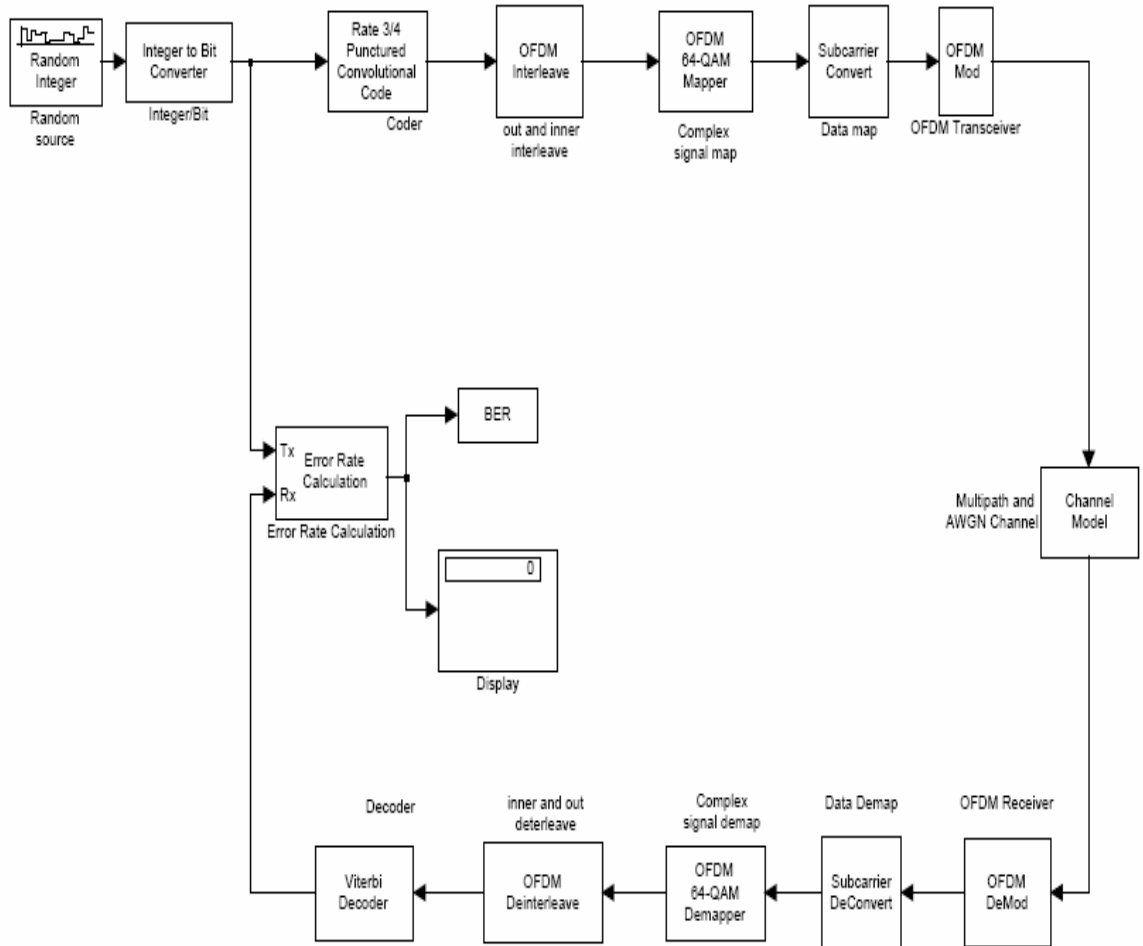 Random
Integer
Random
source
Integer to Bit
Converter
Integer/Bit
Rate 3/4
Punctured
Convolutional
Code
Coder
OFDM
Interleave
out and inner
interleave
OFDM
64-QAM
Mapper
Complex
signal map
Subcarrier
Convert
Data map
OFDM
Mod
OFDM Transceiver
BER
Tx
Rx
Error Rate
Calculation
Error Rate Calculation
0
Display
Multipath and
AWGN Channel
Channel
Model
Decoder
Viterbi
Decoder
inner and out
deterleave
OFDM
Deinterleave
Complex
signal demap
OFDM
64-QAM
Demapper
Data Demap
Subcarrier
DeConvert
OFDM Receiver
OFDM
DeMod